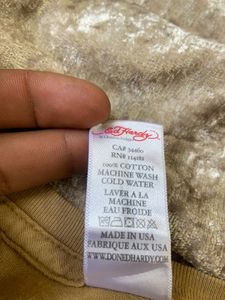 Ed Hardy
CA# 34460
RN# 114182
100% COTTON
MACHINE WASH
COLD WATER
LAVER A LA
MACHINE
EAU FROIDE
MADE IN USA
FABRIQUE AUX USA
WWW.DONEDHARDY.COM